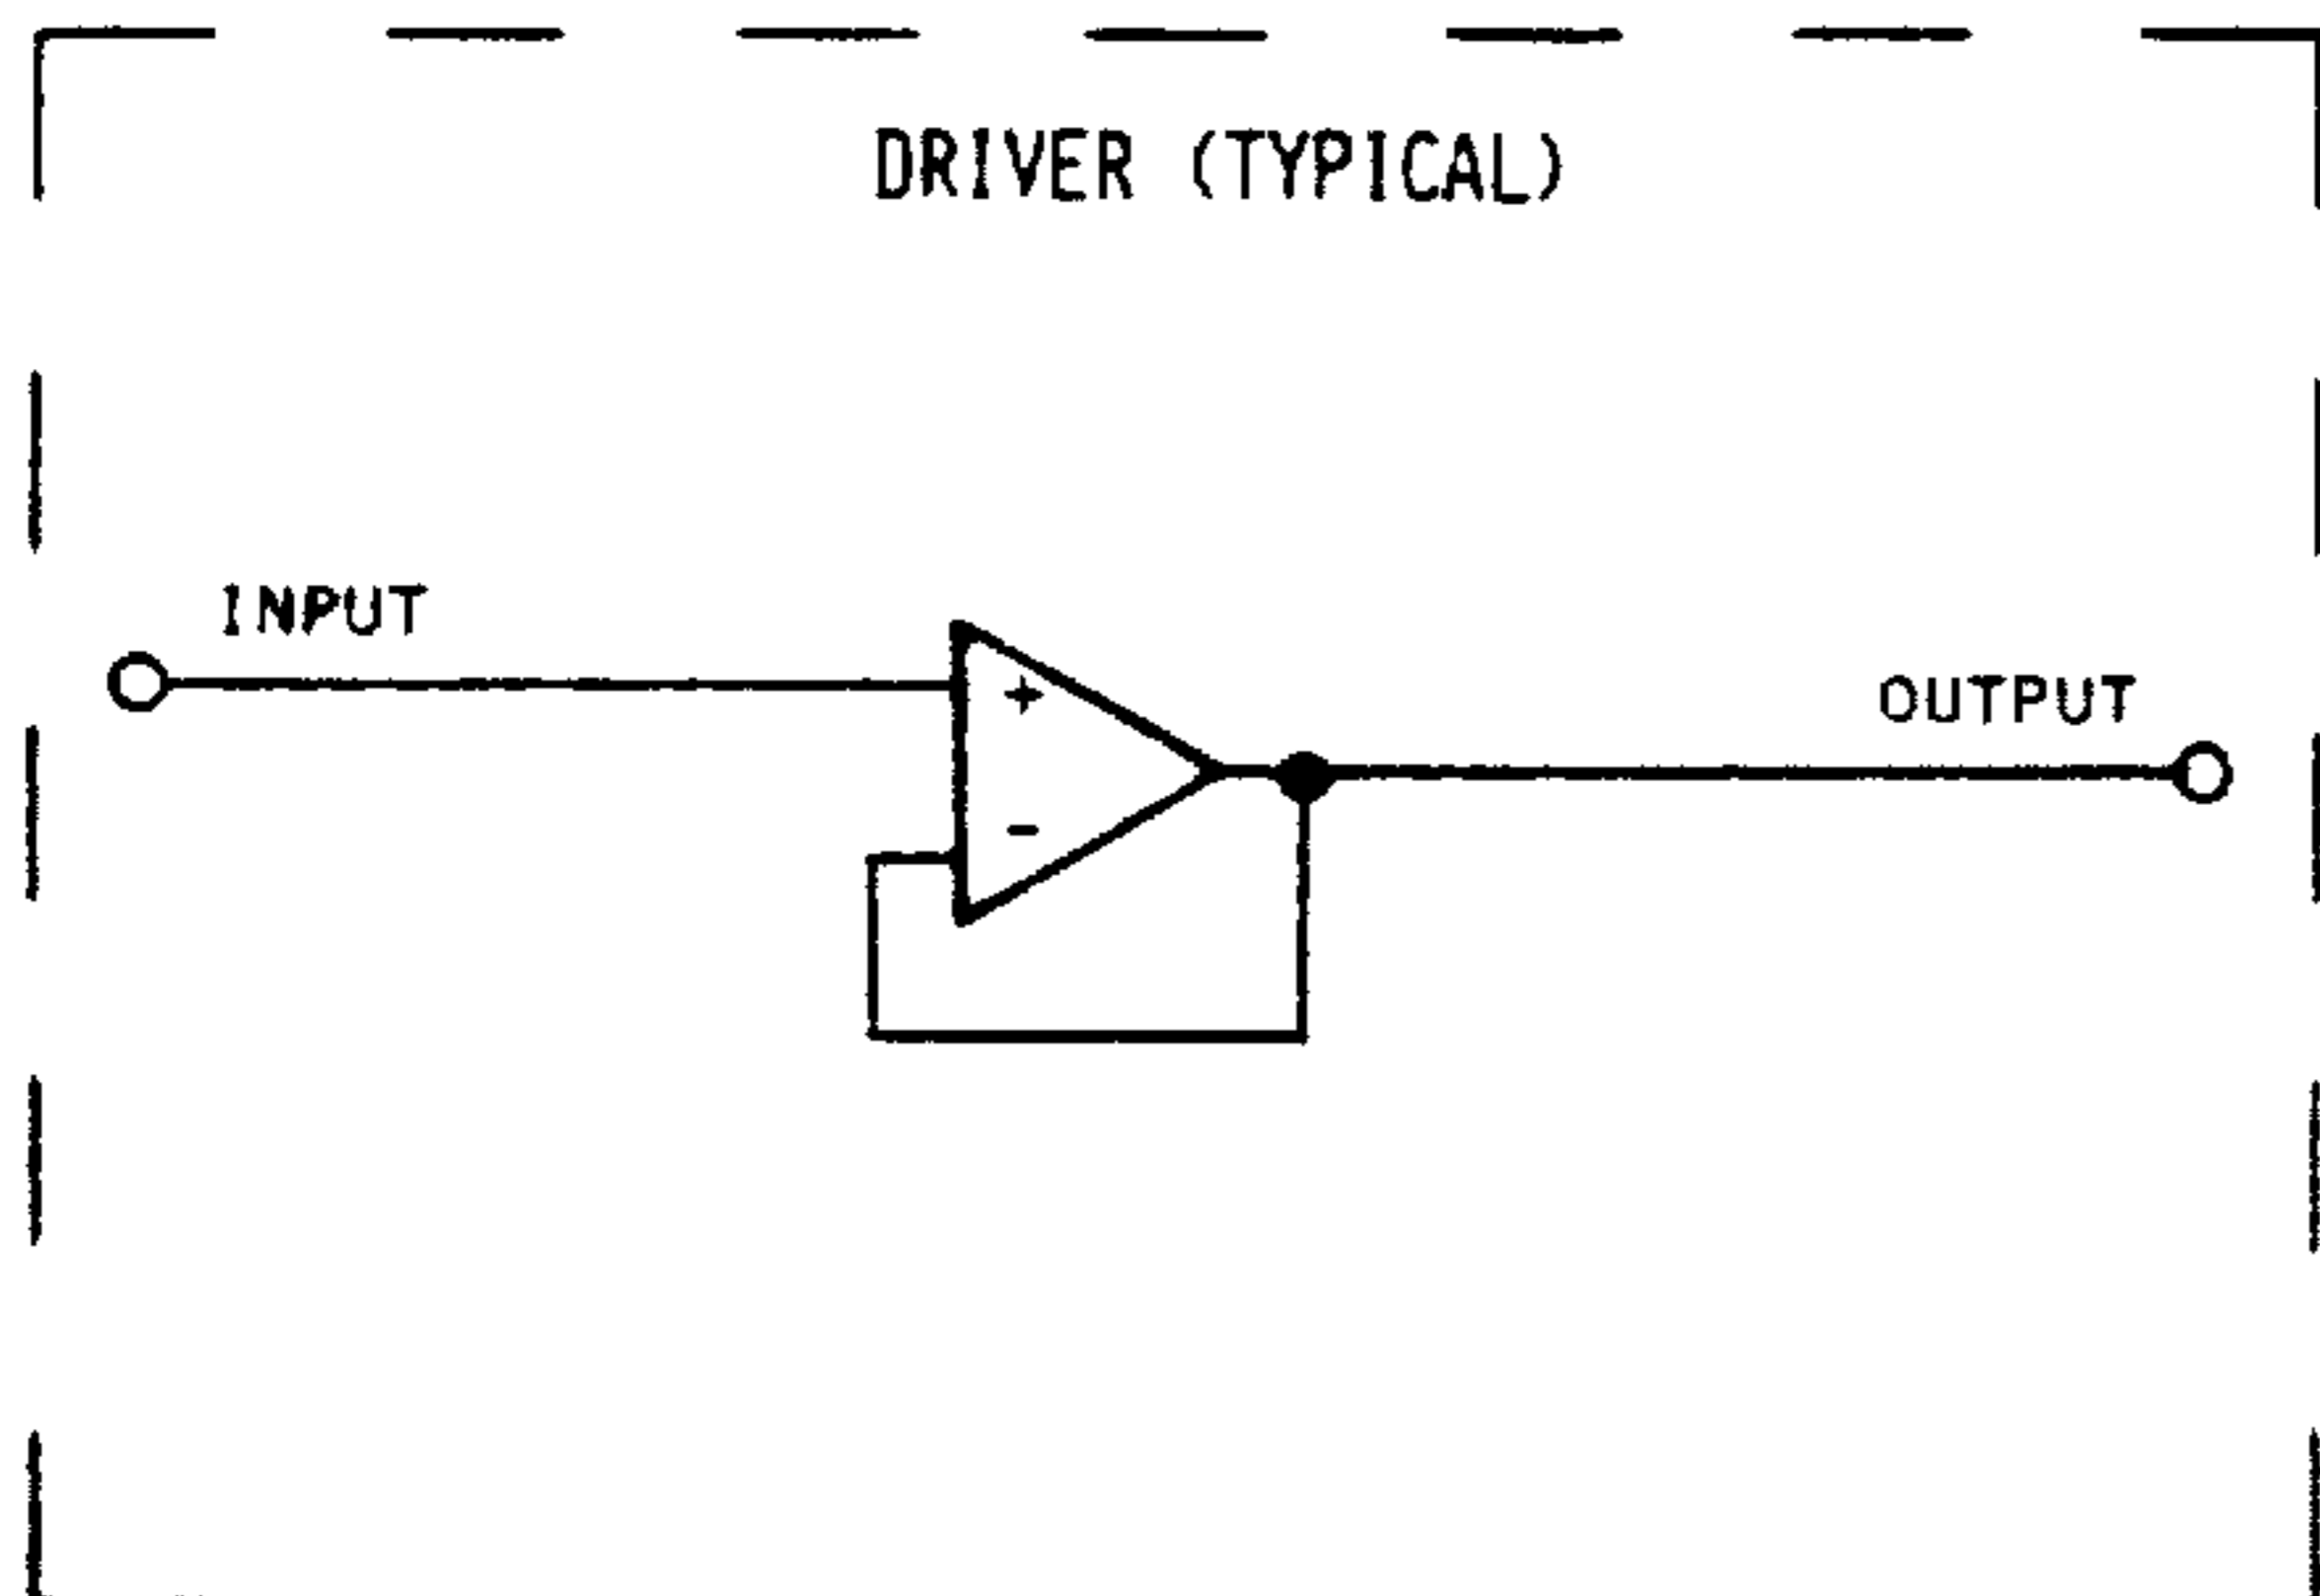 DRIVER (TYPICAL)
INPUT
+
OUTPUT
-